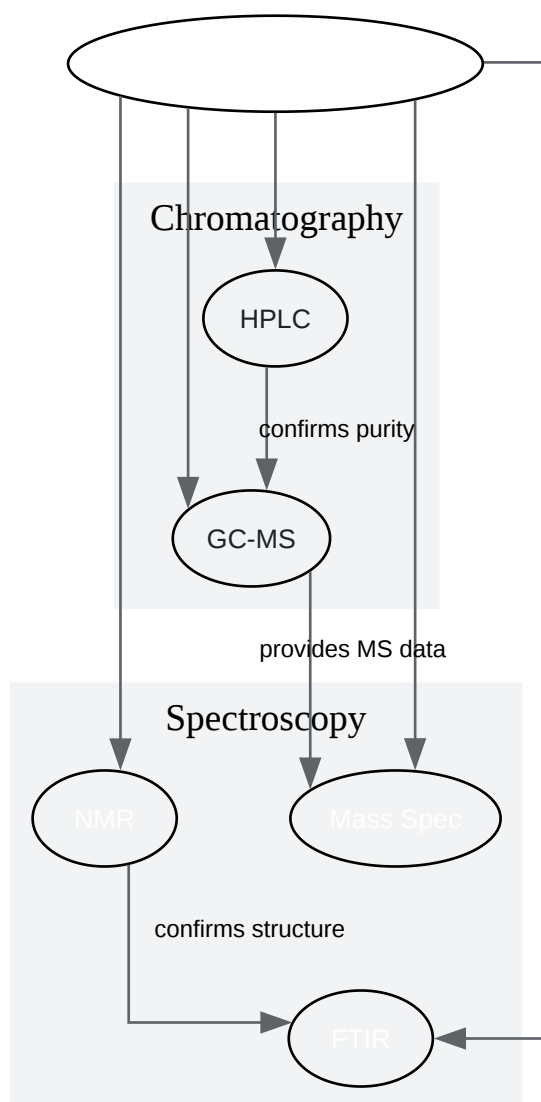 Chromatography
HPLC
confirms purity
GC-MS
provides MS data
Spectroscopy
NMR
Mass Spec
confirms structure
FTIR